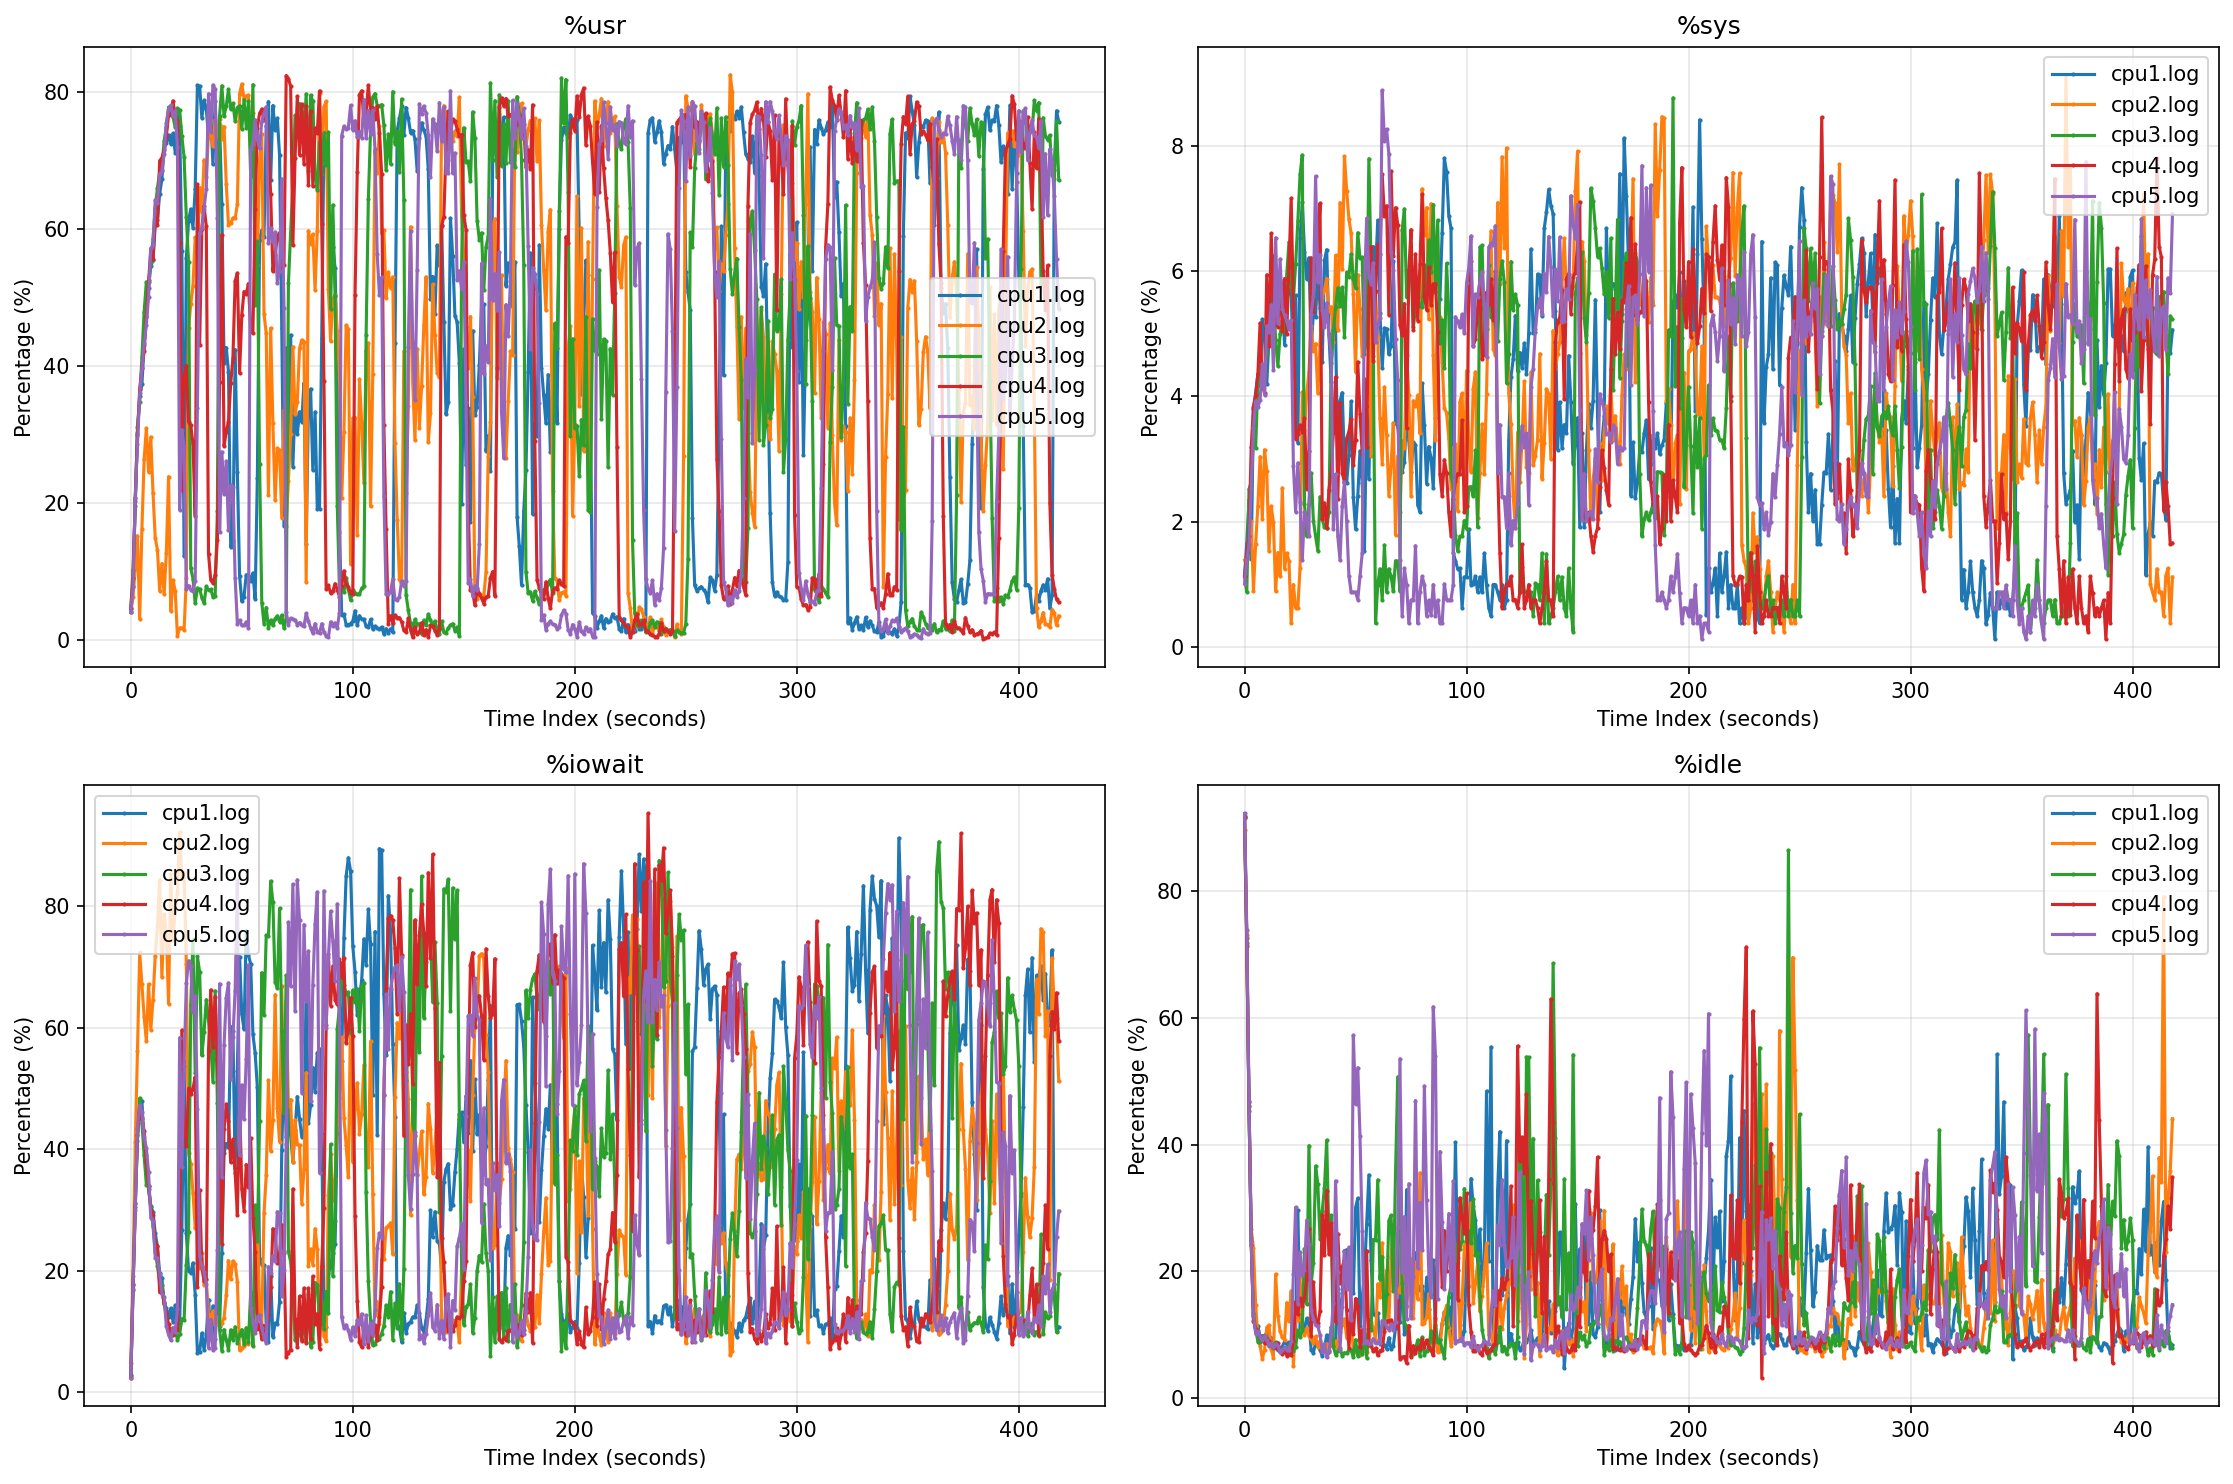 %usr
Percentage (%)
80
60
40
20
0
0 100 200 300 400
Time Index (seconds)
cpu1.log
cpu2.log
cpu3.log
cpu4.log
cpu5.log
%sys
Percentage (%)
8
6
4
2
0
0 100 200 300 400
Time Index (seconds)
cpu1.log
cpu2.log
cpu3.log
cpu4.log
cpu5.log
%iowait
Percentage (%)
80
60
40
20
0
0 100 200 300 400
Time Index (seconds)
cpu1.log
cpu2.log
cpu3.log
cpu4.log
cpu5.log
%idle
Percentage (%)
80
60
40
20
0
0 100 200 300 400
Time Index (seconds)
cpu1.log
cpu2.log
cpu3.log
cpu4.log
cpu5.log